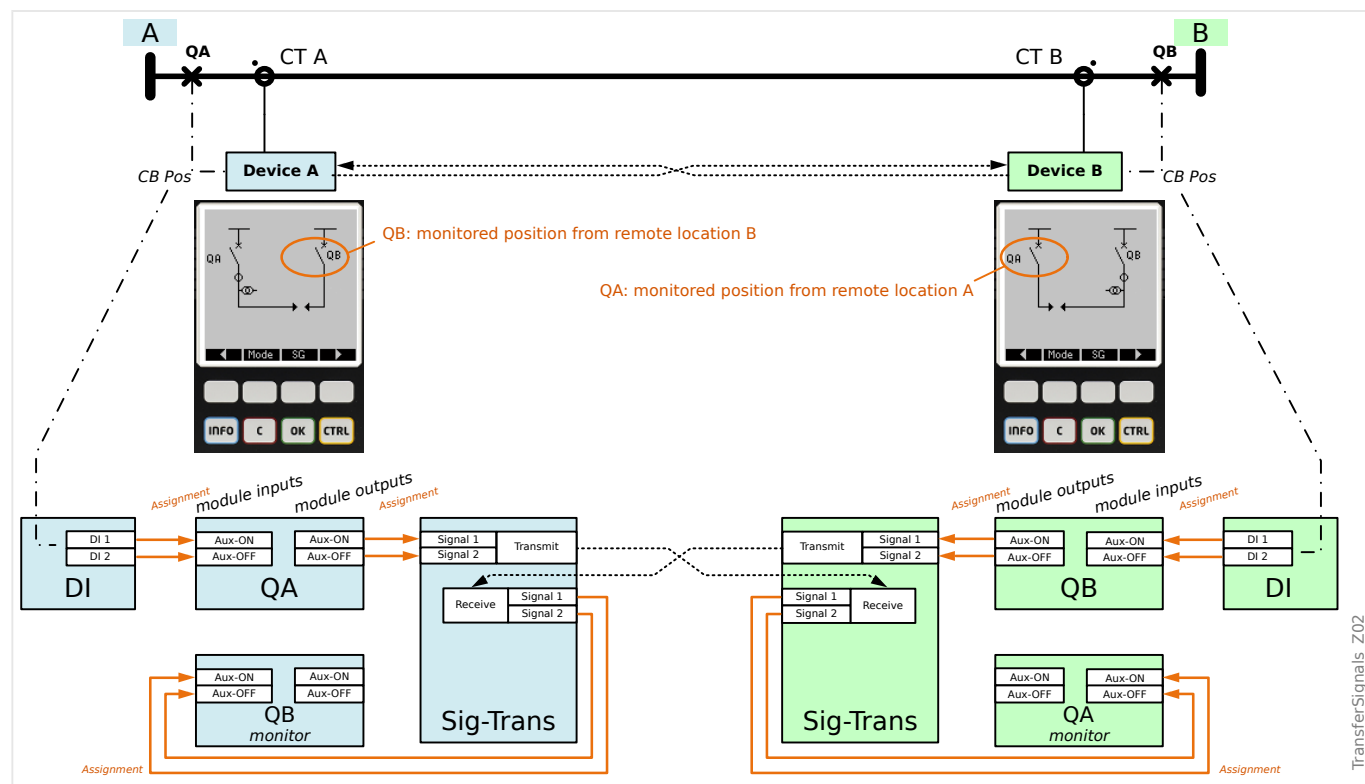 A
B
QA
CT A
CT B
QB
CB Pos
Device A
Device B
CB Pos
QB: monitored position from remote location B
QA: monitored position from remote location A
QA
QB
Mode
SG
INFO
C
OK
CTRL
QA
QB
Mode
SG
INFO
C
OK
CTRL
Assignment
module inputs
module outputs
Assignment
Assignment
module outputs
module inputs
Assignment
DI 1
DI 2
DI
Aux-ON
Aux-OFF
Aux-ON
Aux-OFF
QA
Signal 1
Signal 2
Transmit
Receive
Signal 1
Signal 2
Sig-Trans
Transmit
Signal 1
Signal 2
Signal 1
Signal 2
Receive
Sig-Trans
Aux-ON
Aux-OFF
Aux-ON
Aux-OFF
QB
DI 1
DI 2
DI
Aux-ON
Aux-OFF
Aux-ON
Aux-OFF
QB
monitor
Aux-ON
Aux-OFF
Aux-ON
Aux-OFF
QA
monitor
Assignment
Assignment
TransferSignals_Z02